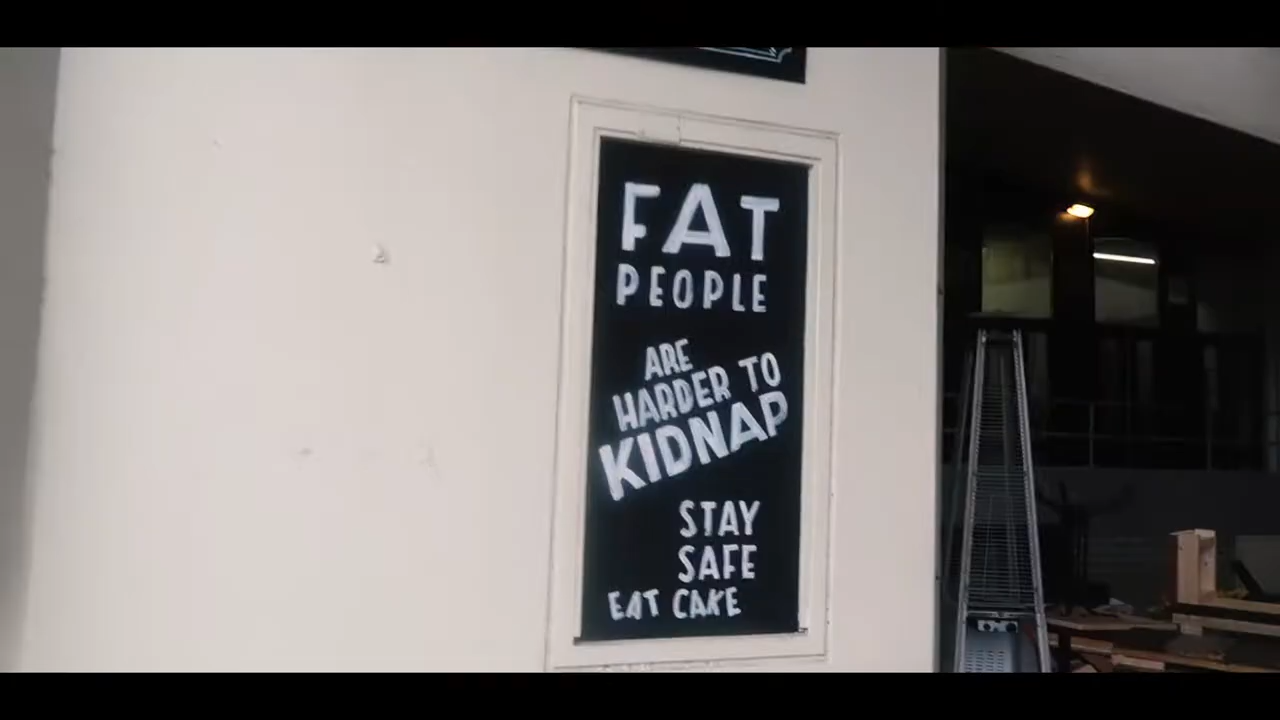 FAT
PEOPLE
ARE
HARDER TO
KIDNAP
STAY
SAFE
EAT CAKE